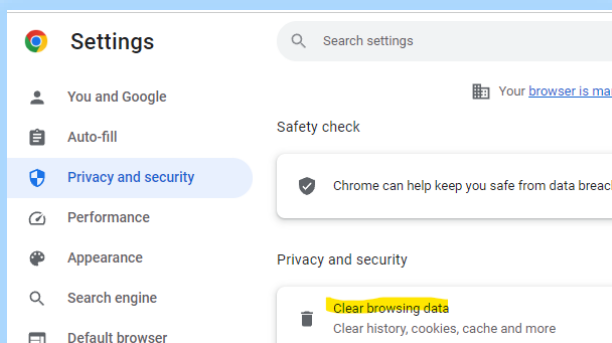 Settings
Search settings
You and Google
Your browser is
Auto-fill
Safety check
Privacy and security
Chrome can help keep you safe from data
Performance
Appearance
Privacy and security
Search engine
Clear browsing data
Clear history, cookies, cache and more
Default browser